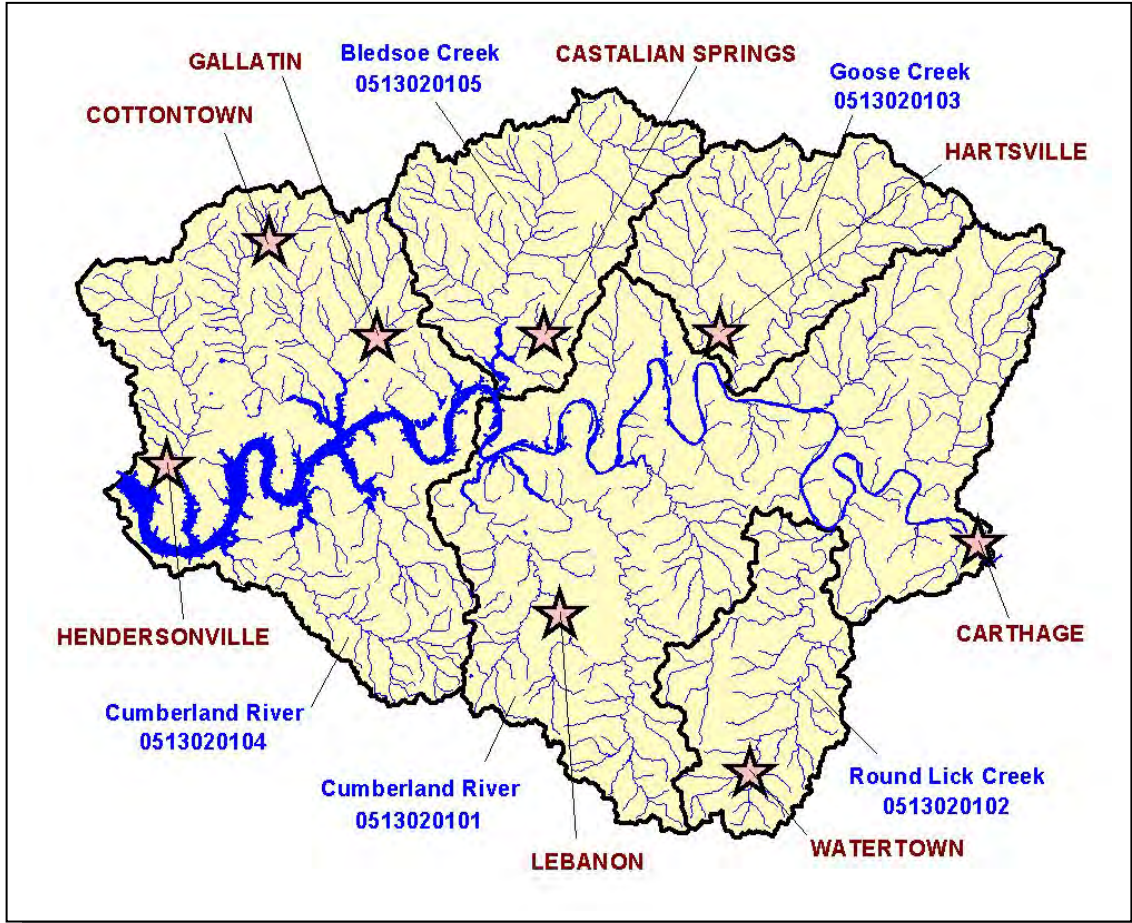 Bledsoe Creek
0513020105
CASTALIAN SPRINGS
GALLATIN
Goose Creek
0513020103
COTTONTOWN
HARTSVILLE
HENDERSONVILLE
CARTHAGE
Cumberland River
0513020104
Cumberland River
0513020101
Round Lick Creek
0513020102
LEBANON
WATERTOWN